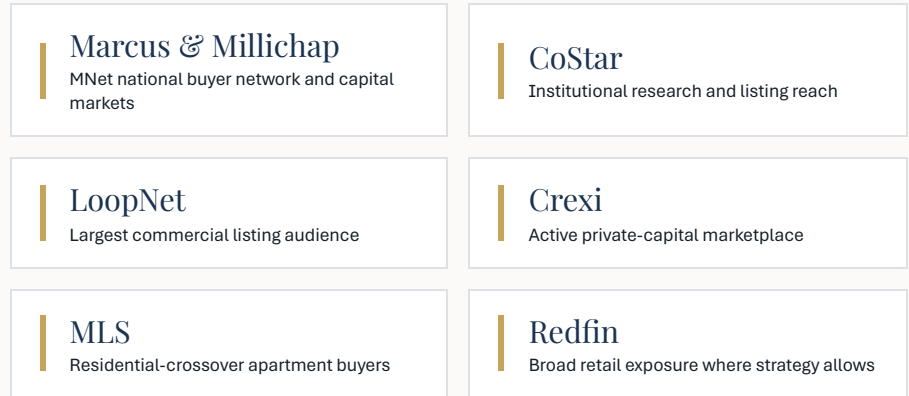 Marcus & Millichap
MNet national buyer network and capital
markets
CoStar
Institutional research and listing reach
LoopNet
Largest commercial listing audience
Crexi
Active private-capital marketplace
MLS
Residential-crossover apartment buyers
Redfin
Broad retail exposure where strategy allows